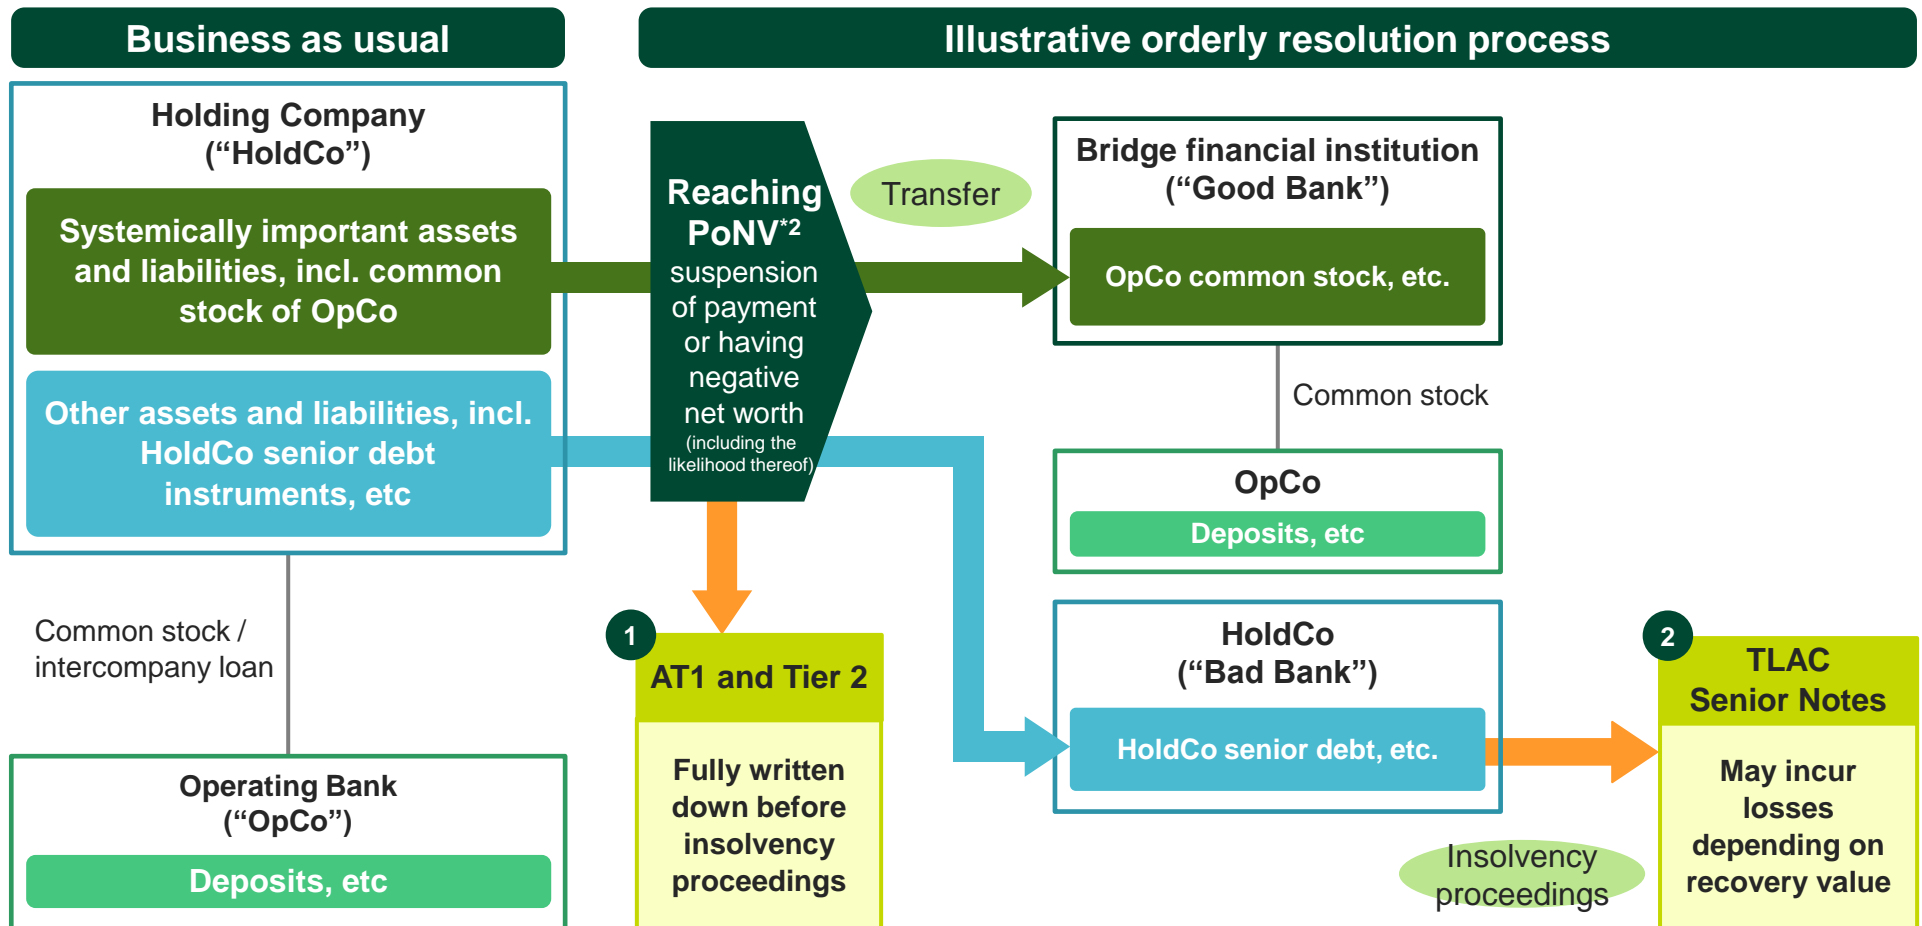 Business as usual
Illustrative orderly resolution process
Holding Company
(“HoldCo”)
Systemically important assets
and liabilities, incl. common
stock of OpCo
Other assets and liabilities, incl.
HoldCo senior debt
instruments, etc
Common stock /
intercompany loan
Operating Bank
(“OpCo”)
Deposits, etc
Reaching
PoNV*2
suspension
of payment
or having
negative
net worth
(including the
likelihood thereof)
Transfer
Bridge financial institution
(“Good Bank”)
OpCo common stock, etc.
Common stock
OpCo
Deposits, etc
1
AT1 and Tier 2
Fully written
down before
insolvency
proceedings
HoldCo
(“Bad Bank”)
HoldCo senior debt, etc.
Insolvency
proceedings
2
TLAC
Senior Notes
May incur
losses
depending on
recovery value